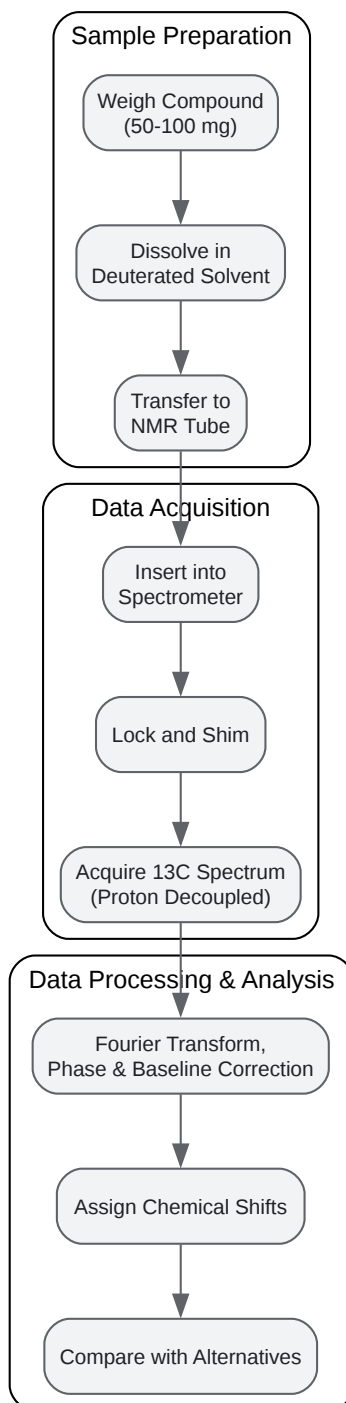 Sample Preparation
Weigh Compound
(50-100 mg)
Dissolve in
Deuterated Solvent
Transfer to
NMR Tube
Data Acquisition
Insert into
Spectrometer
Lock and Shim
Acquire 13C Spectrum
(Proton Decoupled)
Data Processing & Analysis
Fourier Transform,
Phase & Baseline Correction
Assign Chemical Shifts
Compare with Alternatives